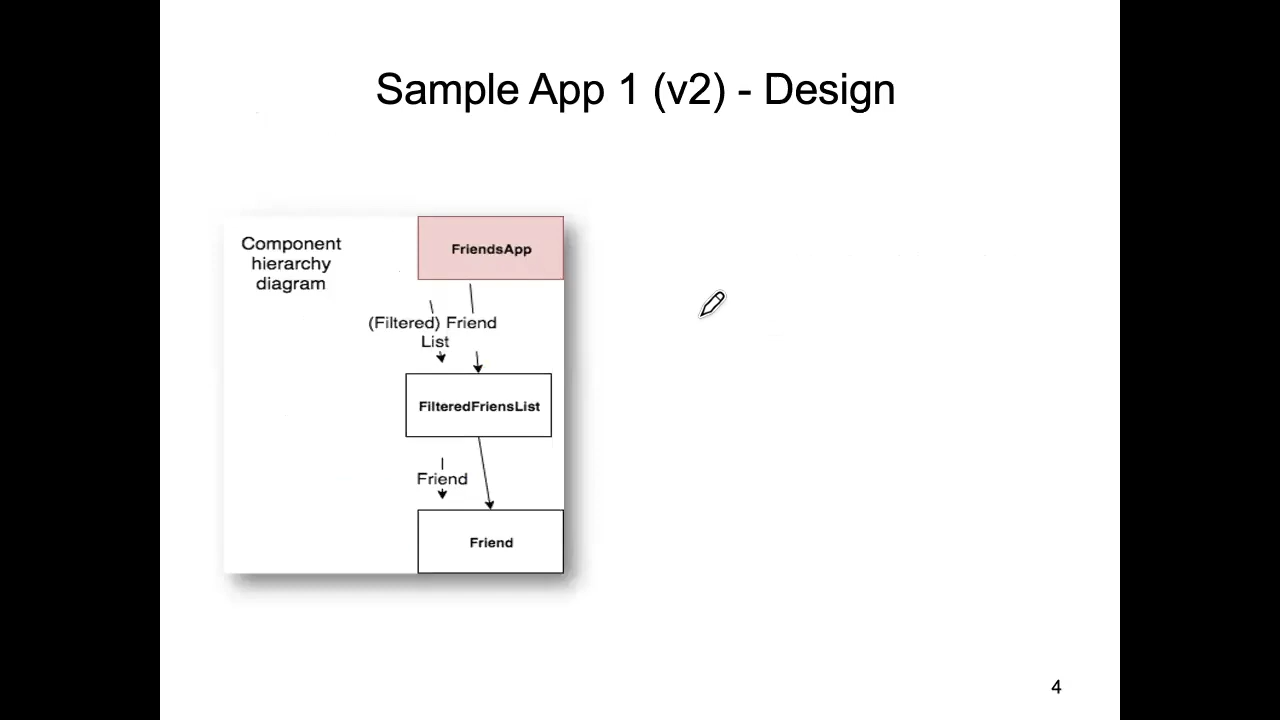 Sample App 1 (v2) - Design
Component
hierarchy
diagram
FriendsApp
(Filtered) Friend
List
FilteredFriensList
Friend
Friend
4